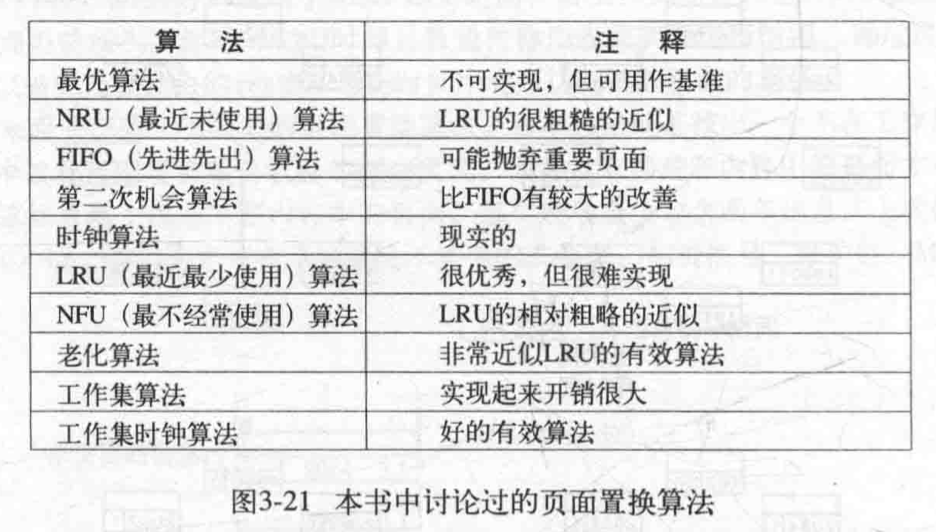 算 法 注 释
最优算法 不可实现，但可用作基准
NRU（最近未使用）算法 LRU的很粗糙的近似
FIFO（先进先出）算法 可能抛弃重要页面
第二次机会算法 比FIFO有较大的改善
时钟算法 现实的
LRU（最近最少使用）算法 很优秀，但很难实现
NFU（最不经常使用）算法 LRU的相对粗略的近似
老化算法 非常近似LRU的有效算法
工作集算法 实现起来开销很大
工作集时钟算法 好的有效算法
图3-21 本书中讨论过的页面置换算法